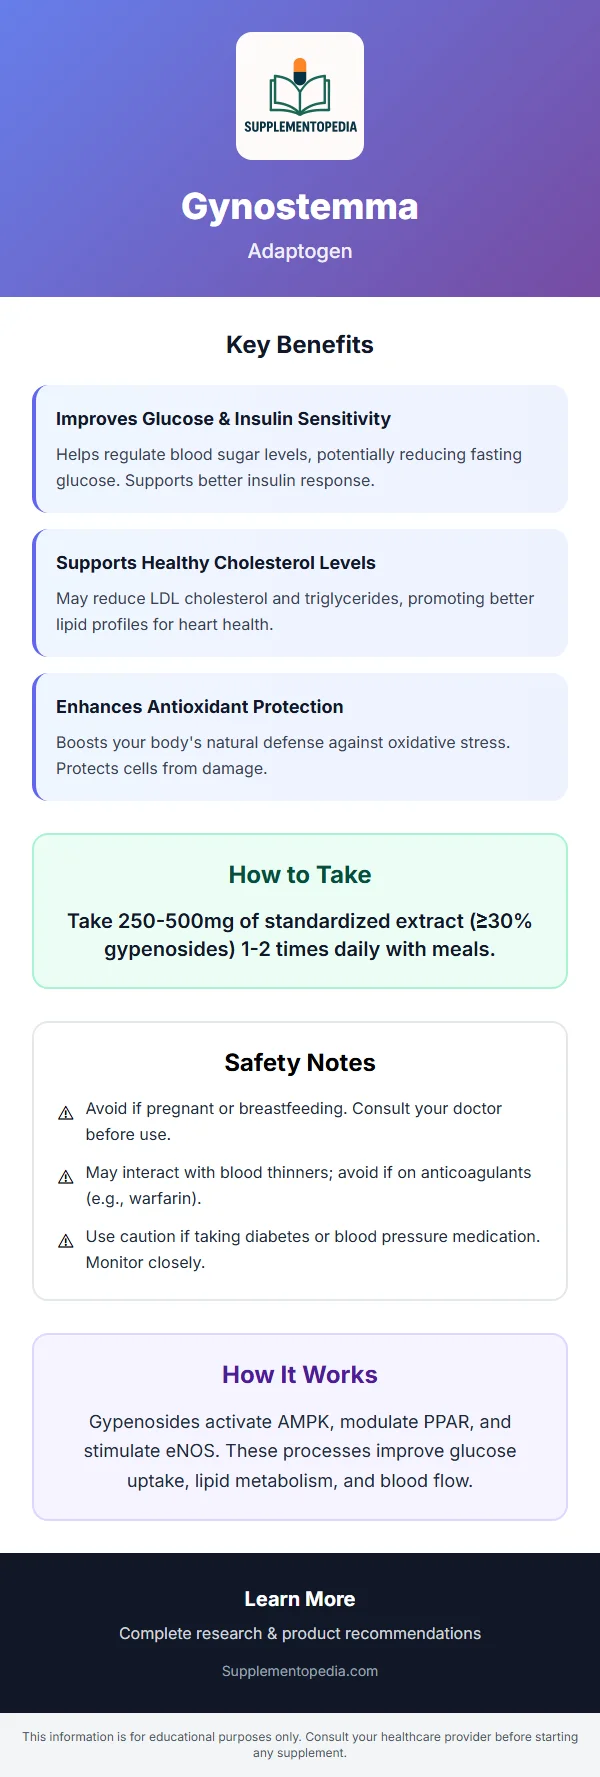 SUPPLEMENTOPEDIA
Gynostemma
Adaptogen
Key Benefits
Improves Glucose & Insulin Sensitivity
Helps regulate blood sugar levels, potentially reducing fasting
glucose. Supports better insulin response.
Supports Healthy Cholesterol Levels
May reduce LDL cholesterol and triglycerides, promoting better
lipid profiles for heart health.
Enhances Antioxidant Protection
Boosts your body's natural defense against oxidative stress.
Protects cells from damage.
How to Take
Take 250-500mg of standardized extract (≥30%
gypenosides) 1-2 times daily with meals.
Safety Notes
⚠ Avoid if pregnant or breastfeeding. Consult your doctor
before use.
⚠ May interact with blood thinners; avoid if on anticoagulants
(e.g., warfarin).
⚠ Use caution if taking diabetes or blood pressure medication.
Monitor closely.
How It Works
Gypenosides activate AMPK, modulate PPAR, and
stimulate eNOS. These processes improve glucose
uptake, lipid metabolism, and blood flow.
Learn More
Complete research & product recommendations
Supplementopedia.com
This information is for educational purposes only. Consult your healthcare provider before starting
any supplement.